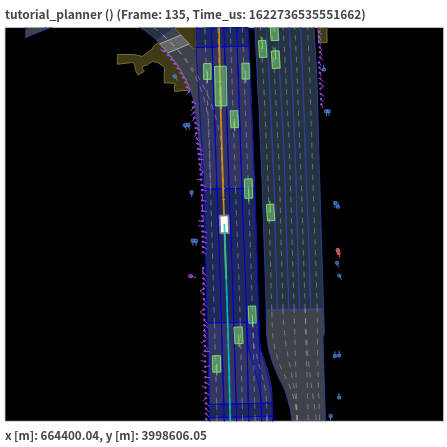 tutorial_planner () (Frame: 135, Time_us: 1622736535551662)
x [m]: 664400.04, y [m]: 3998606.05